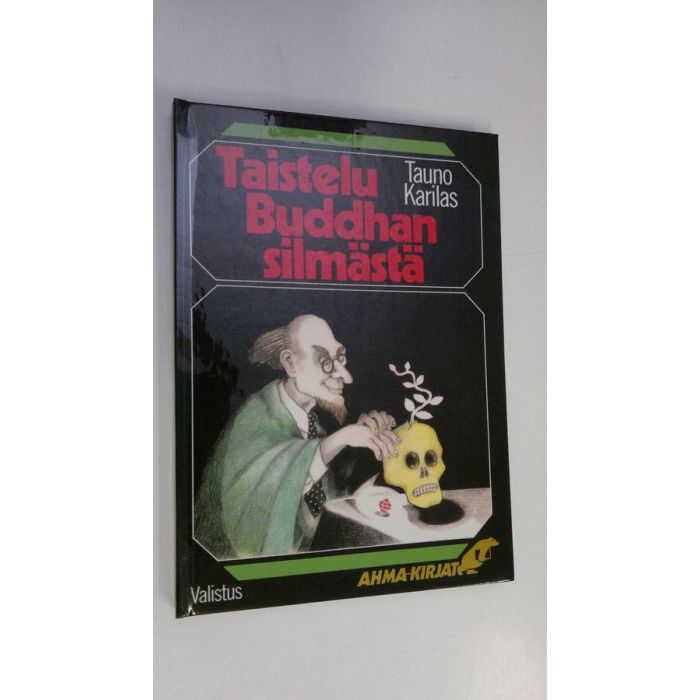 Taistelu
Buddhan
silmästä
Tauno
Karilas
AHMA-KIRJAT
Valistus